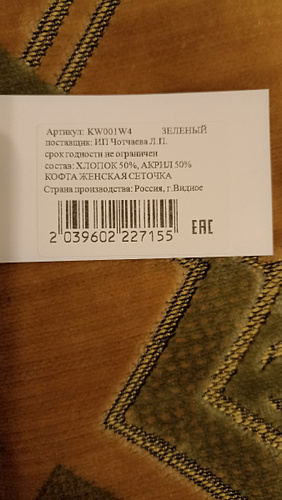 Артикул: KW001W4 ЗЕЛЕНЫЙ
поставщик: ИП Чотчаева Л.П.
срок годности не ограничен
состав: ХЛОПОК 50%, АКРИЛ 50%
КОФТА ЖЕНСКАЯ СЕТОЧКА
Страна производства: Россия, г.Видное
2 039602 227155
EAC